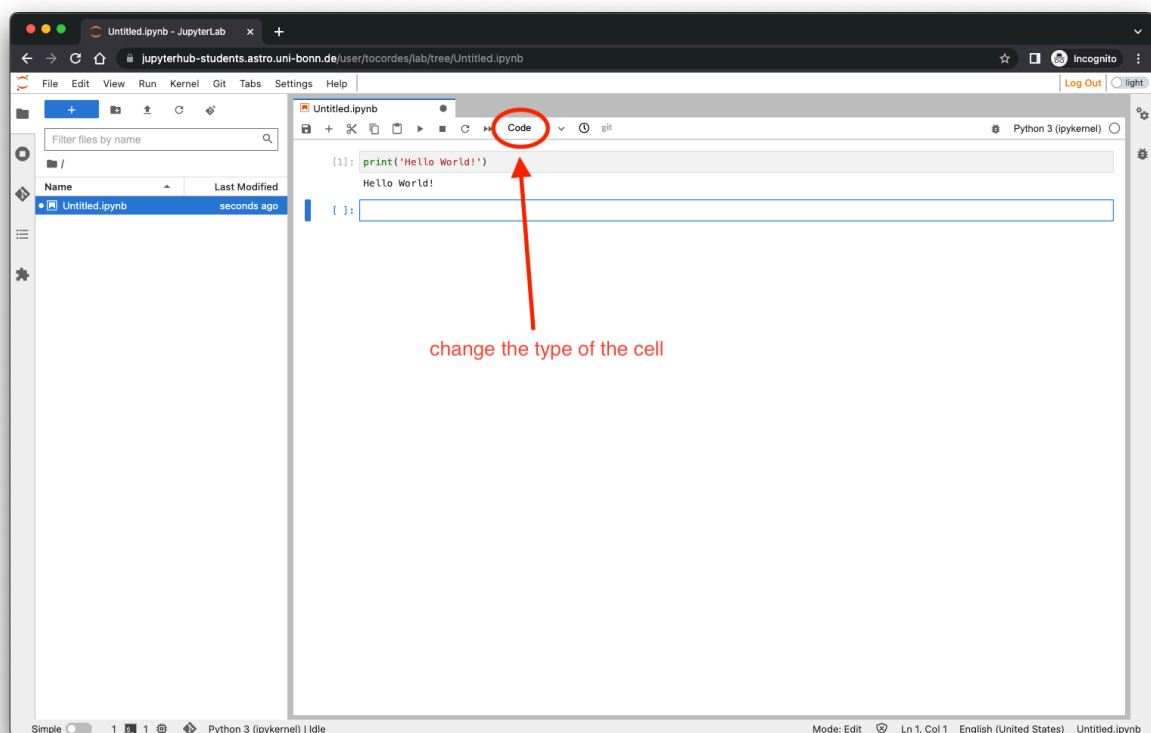 Untitled.ipynb - JupyterLab
jupyterhub-students.astro.uni-bonn.de/user/tocordes/lab/tree/Untitled.ipynb
Incognito
File Edit View Run Kernel Git Tabs Settings Help
Log Out light
Untitled.ipynb
Code git
Python 3 (ipykernel)
Filter files by name
/
Name Last Modified
Untitled.ipynb seconds ago
[1]: print('Hello World!')
Hello World!
[ ]:
change the type of the cell
Simple 1 1 Python 3 (ipykernel) | Idle
Mode: Edit Ln 1, Col 1 English (United States) Untitled.ipynb